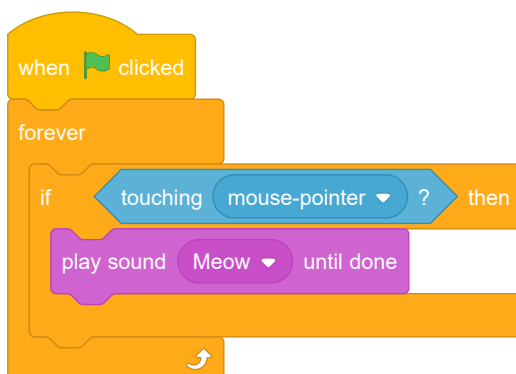 when clicked
forever
if touching mouse-pointer ? then
play sound Meow until done